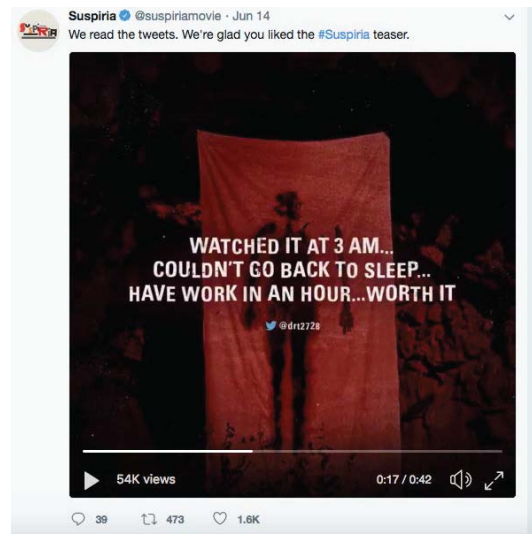 Suspiria @suspiriamovie · Jun 14
We read the tweets. We're glad you liked the #Suspiria teaser.
WATCHED IT AT 3 AM...
COULDN'T GO BACK TO SLEEP...
HAVE WORK IN AN HOUR...WORTH IT
@drt2728
54K views
0:17 / 0:42
39 473 1.6K